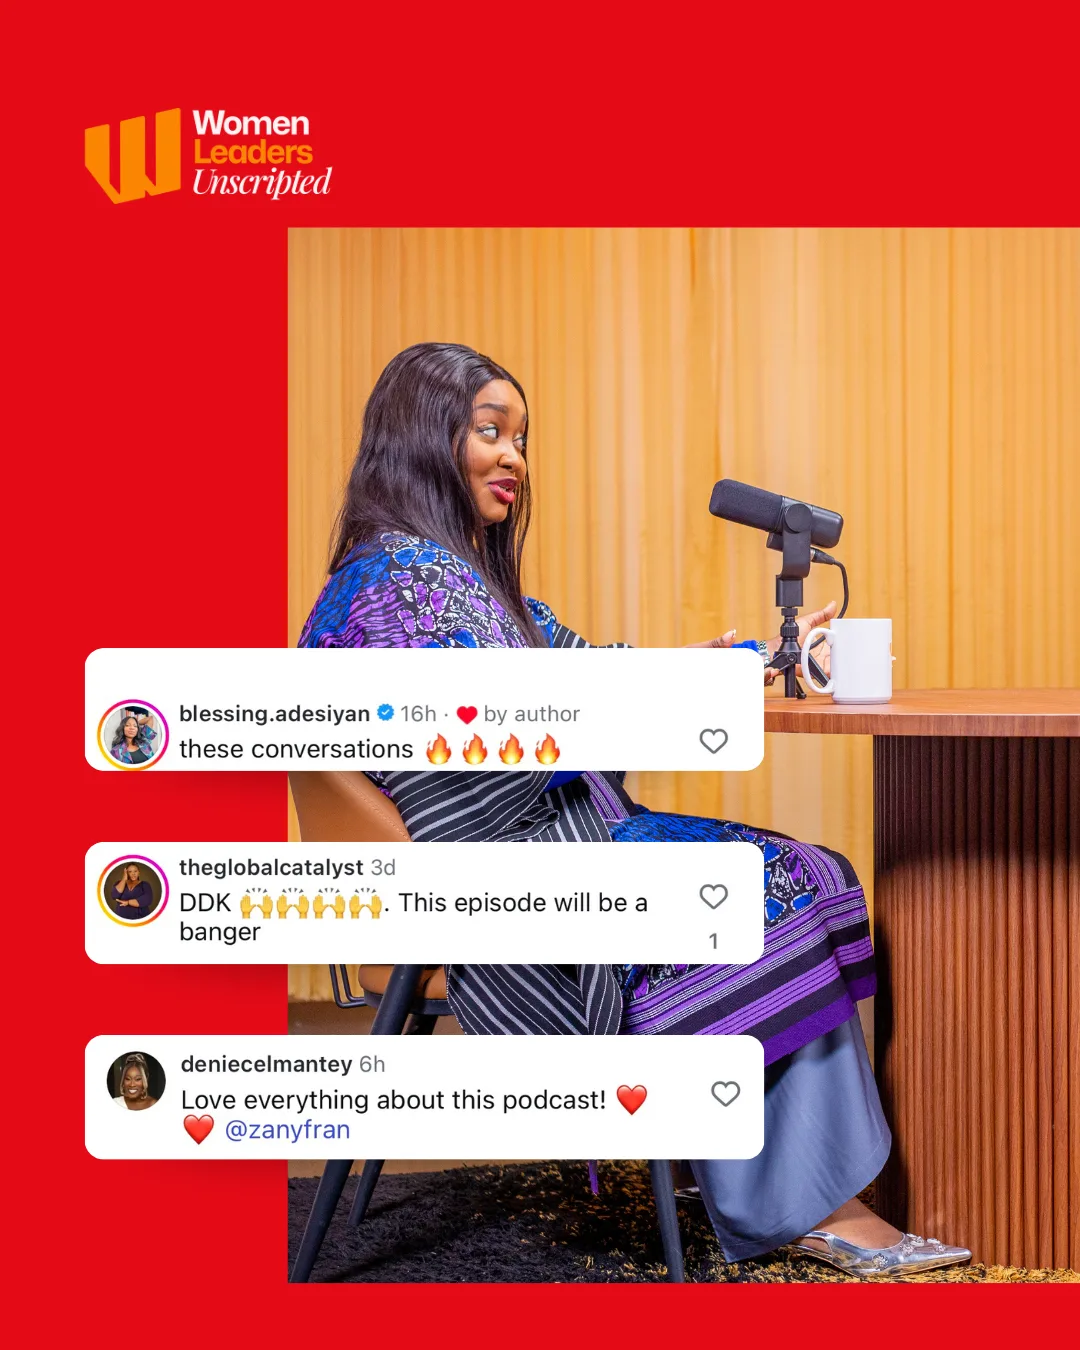 Women
Leaders
Unscripted
blessing.adesiyan 16h · ❤️ by author
these conversations 🔥🔥🔥🔥
theglobalcatalyst 3d
DDK 🙌🙌🙌🙌. This episode will be a
banger
1
deniecelmantey 6h
Love everything about this podcast! ❤️
❤️ @zanyfran